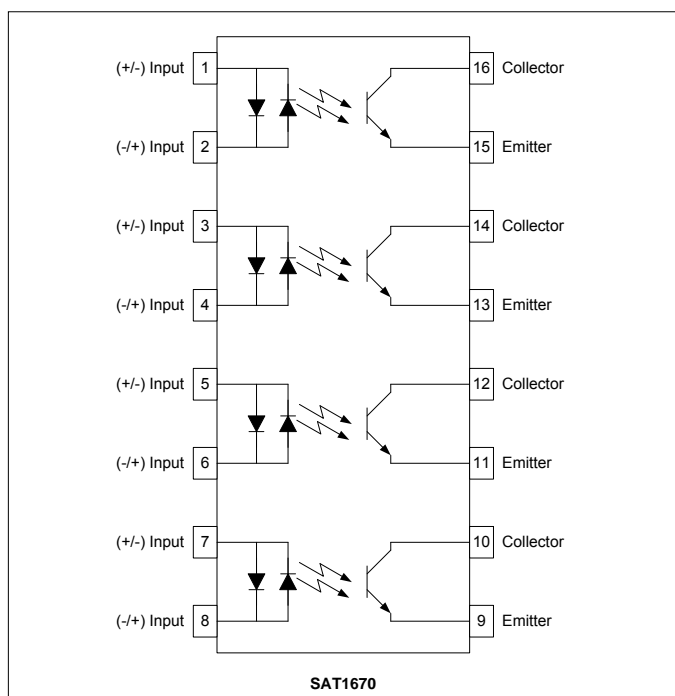 (+/-) Input 1 16 Collector
(-/+) Input 2 15 Emitter
(+/-) Input 3 14 Collector
(-/+) Input 4 13 Emitter
(+/-) Input 5 12 Collector
(-/+) Input 6 11 Emitter
(+/-) Input 7 10 Collector
(-/+) Input 8 9 Emitter
SAT1670